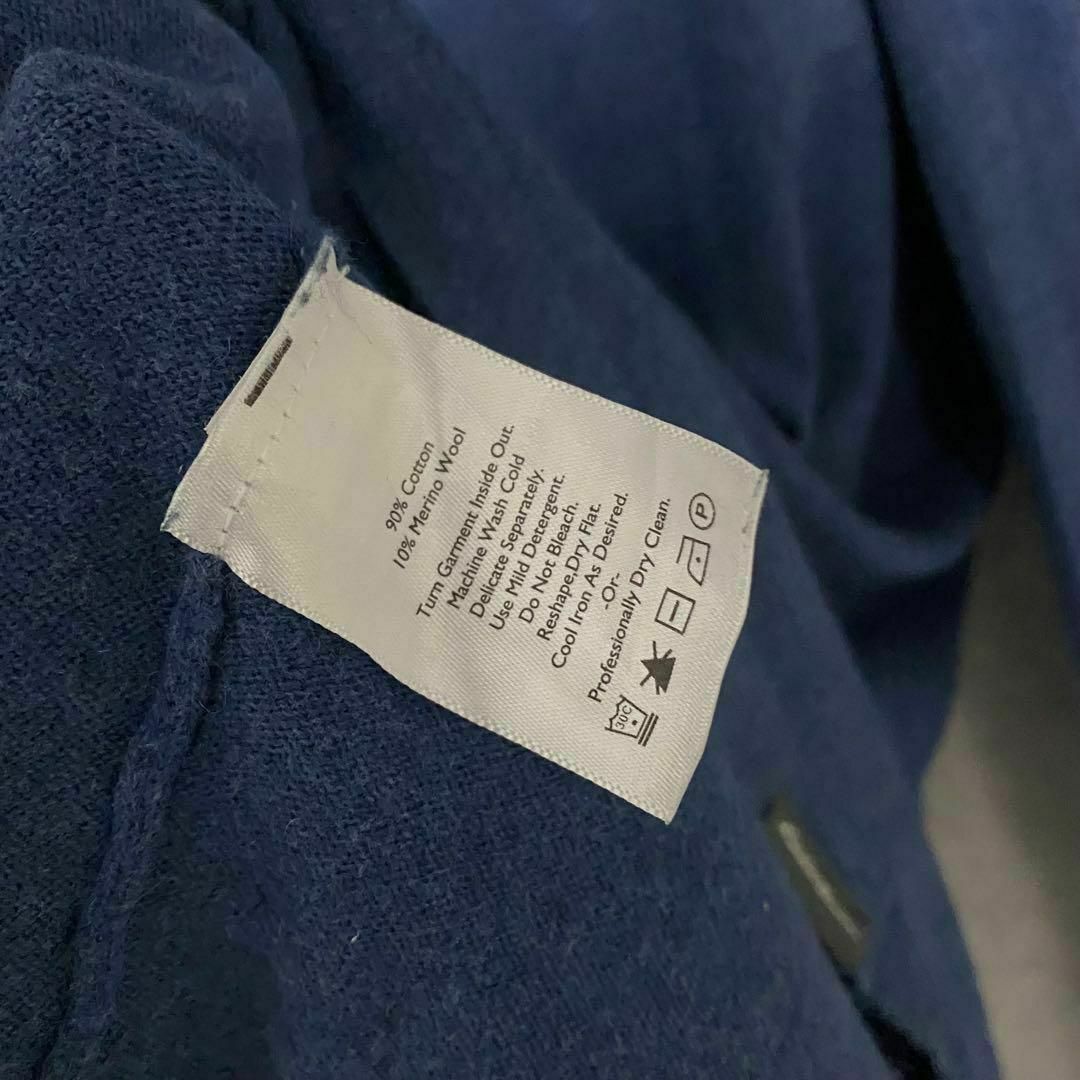 90% Cotton
10% Merino Wool
Turn Garment Inside Out.
Machine Wash Cold
Delicate Separately.
Use Mild Detergent.
Do Not Bleach.
Reshape,Dry Flat.
Cool Iron As Desired.
-Or-
Professionally Dry Clean.
30C P